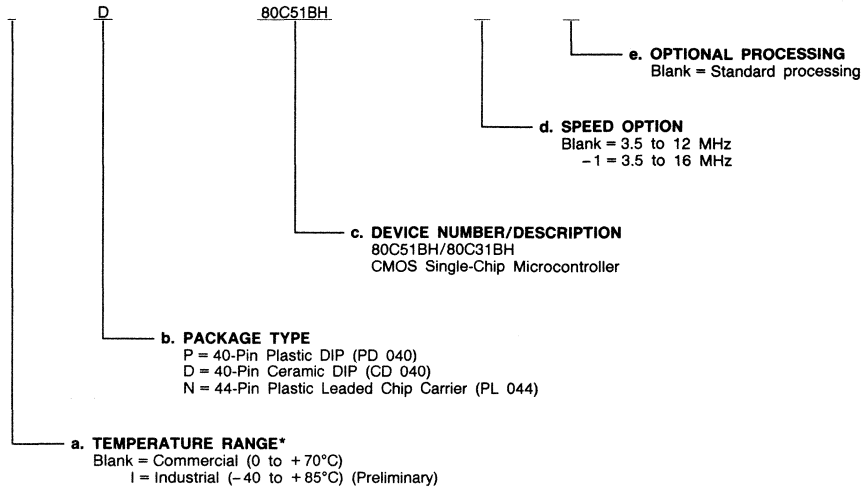 D 80C51BH
e. OPTIONAL PROCESSING
Blank = Standard processing
d. SPEED OPTION
Blank = 3.5 to 12 MHz
-1 = 3.5 to 16 MHz
c. DEVICE NUMBER/DESCRIPTION
80C51BH/80C31BH
CMOS Single-Chip Microcontroller
b. PACKAGE TYPE
P = 40-Pin Plastic DIP (PD 040)
D = 40-Pin Ceramic DIP (CD 040)
N = 44-Pin Plastic Leaded Chip Carrier (PL 044)
a. TEMPERATURE RANGE*
Blank = Commercial (0 to +70°C)
I = Industrial (-40 to +85°C) (Preliminary)